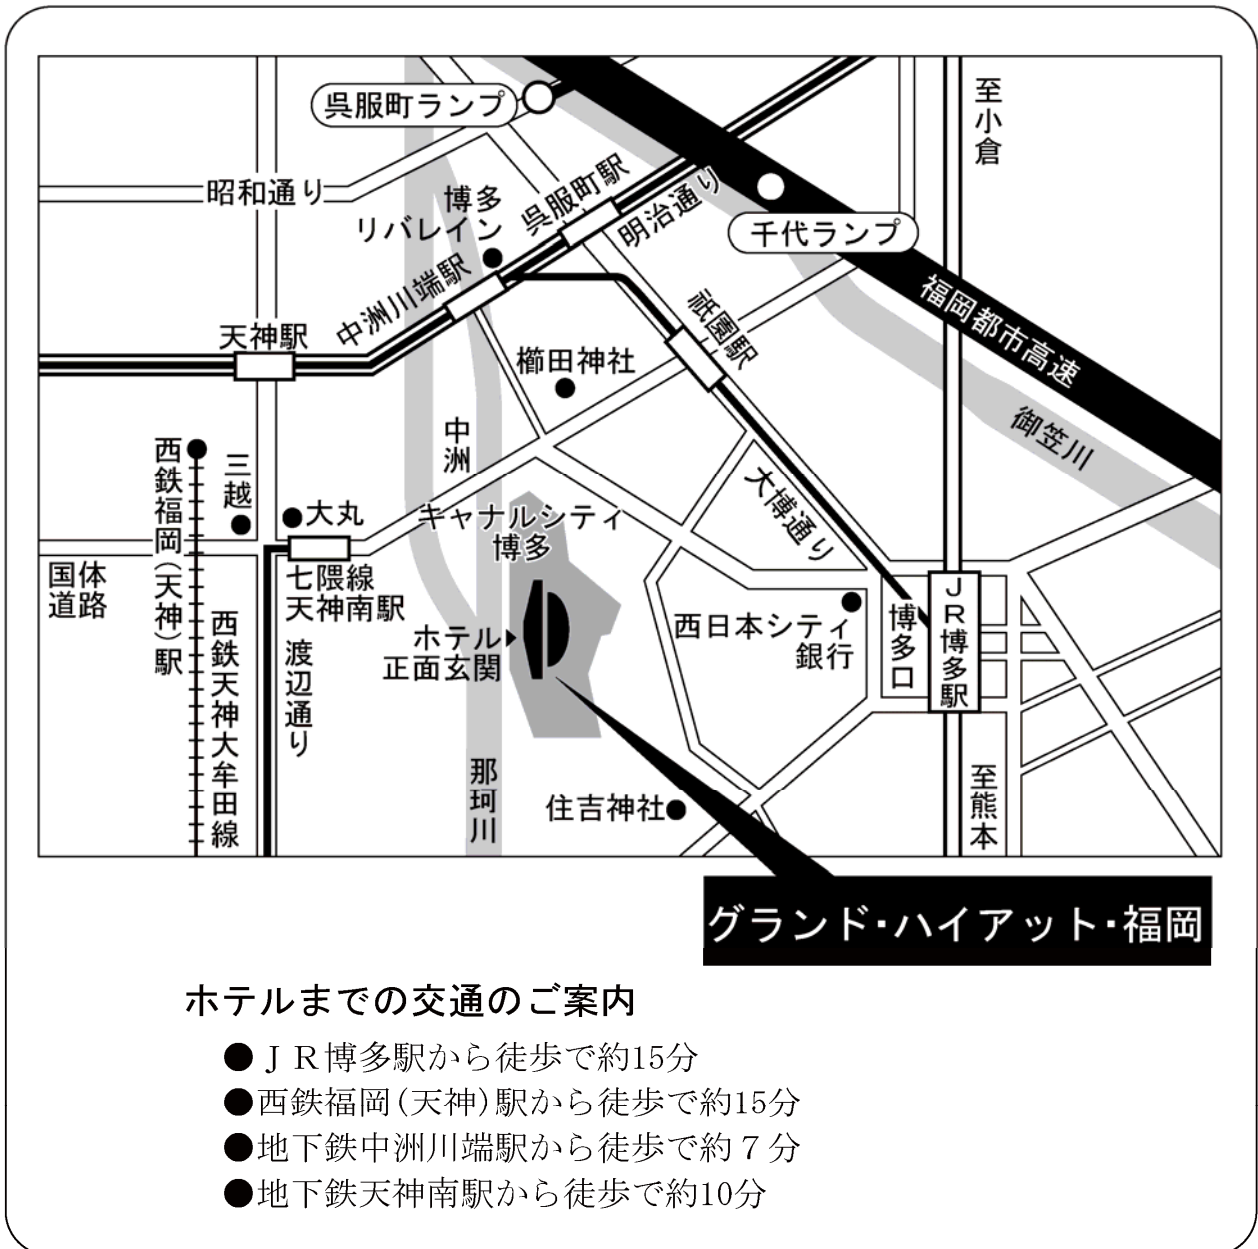 呉服町ランプ
至小倉
昭和通り
博多
リバレイン
呉服町駅
明治通り
千代ランプ
中洲川端駅
天神駅
祇園駅
福岡都市高速
櫛田神社
御笠川
中洲
西鉄福岡(天神)駅
三越
大丸
キャナルシティ
博多
大博通り
国体
道路
七隈線
天神南駅
西鉄天神大牟田線
渡辺通り
ホテル
正面玄関
西日本シティ
銀行
博多口
JR博多駅
那珂川
住吉神社
至熊本
グランド・ハイアット・福岡
ホテルまでの交通のご案内
●JR博多駅から徒歩で約15分
●西鉄福岡(天神)駅から徒歩で約15分
●地下鉄中洲川端駅から徒歩で約7分
●地下鉄天神南駅から徒歩で約10分